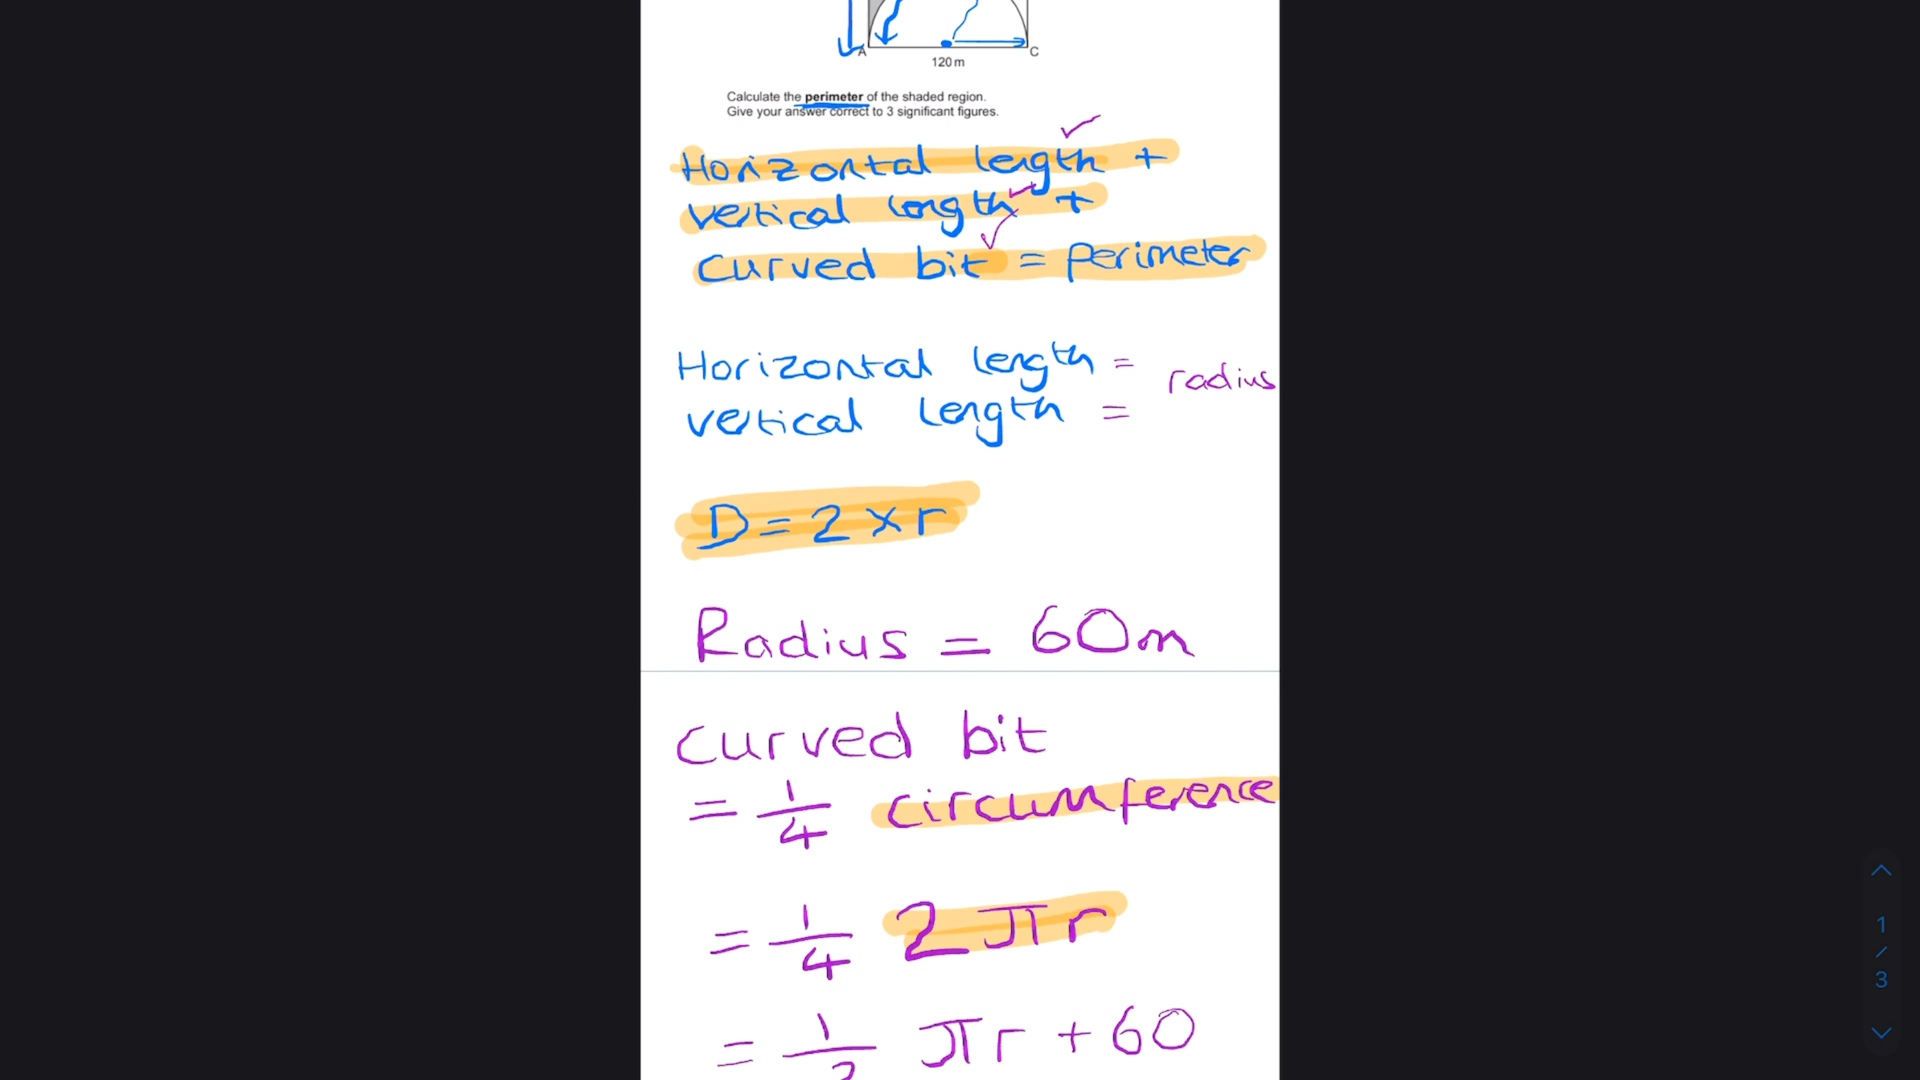 A
C
120 m
Calculate the perimeter of the shaded region.
Give your answer correct to 3 significant figures.
Horizontal length +
vertical length +
curved bit = perimeter
Horizontal length = radius
vertical length =
D = 2 × r
Radius = 60m
curved bit
= 1/4 circumference
= 1/4 2πr
= 1/2 πr + 60
1
/
3